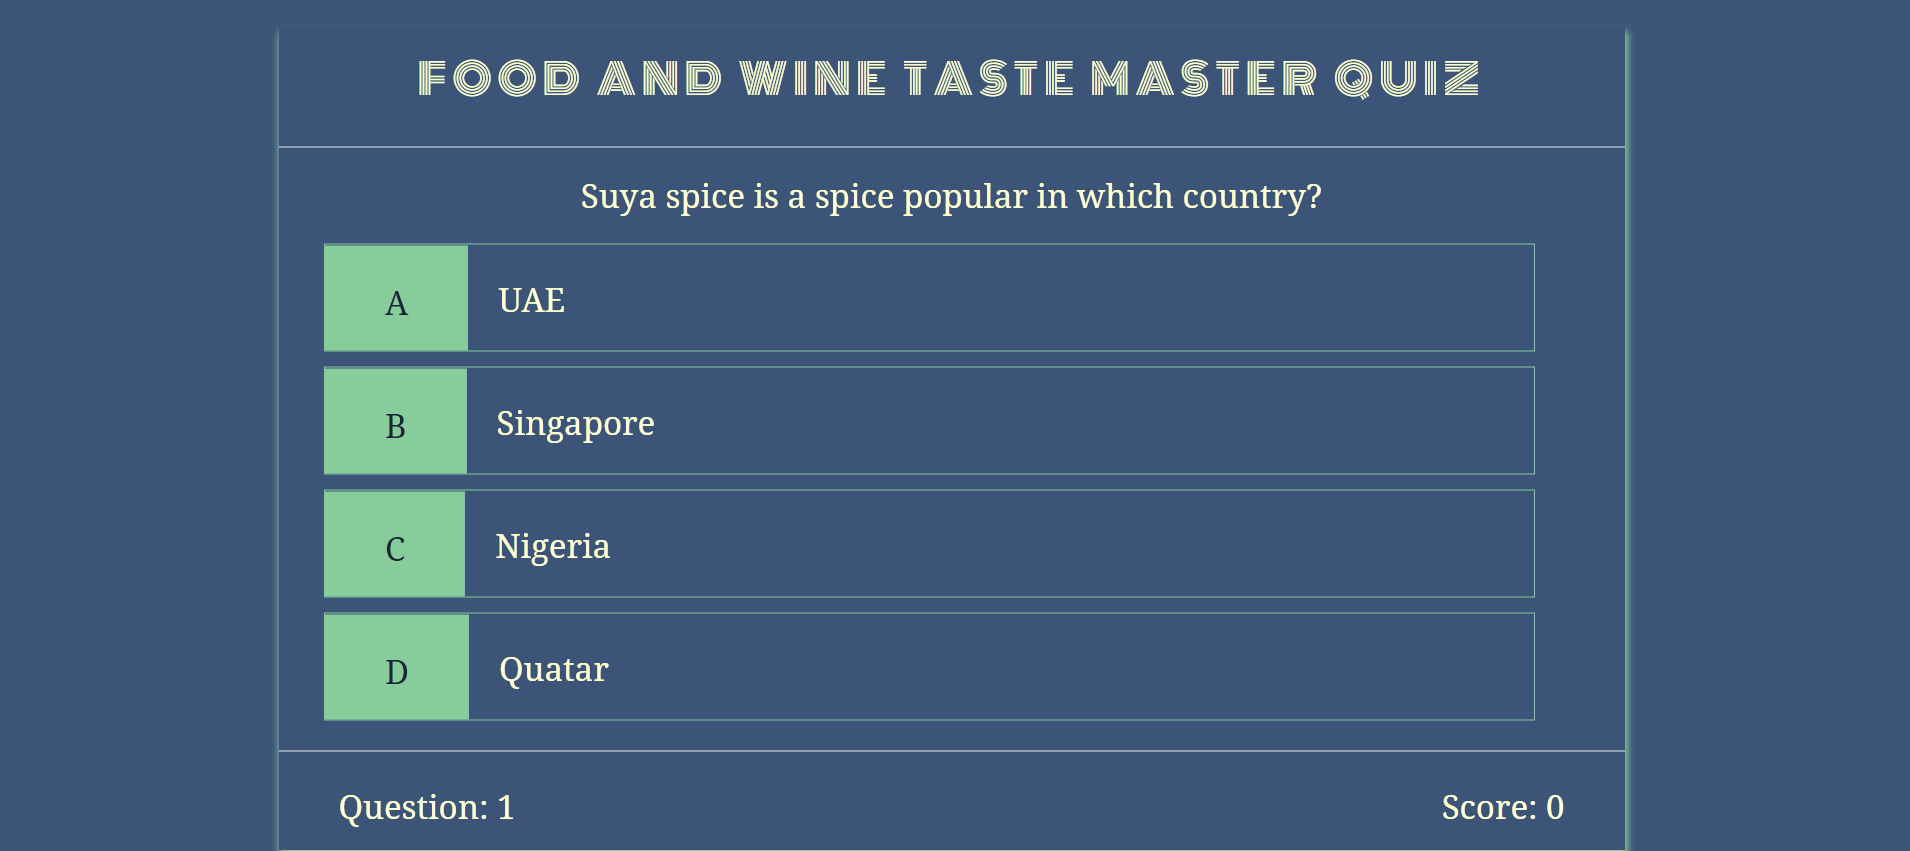 FOOD AND WINE TASTE MASTER QUIZ
Suya spice is a spice popular in which country?
A UAE
B Singapore
C Nigeria
D Quatar
Question: 1 Score: 0